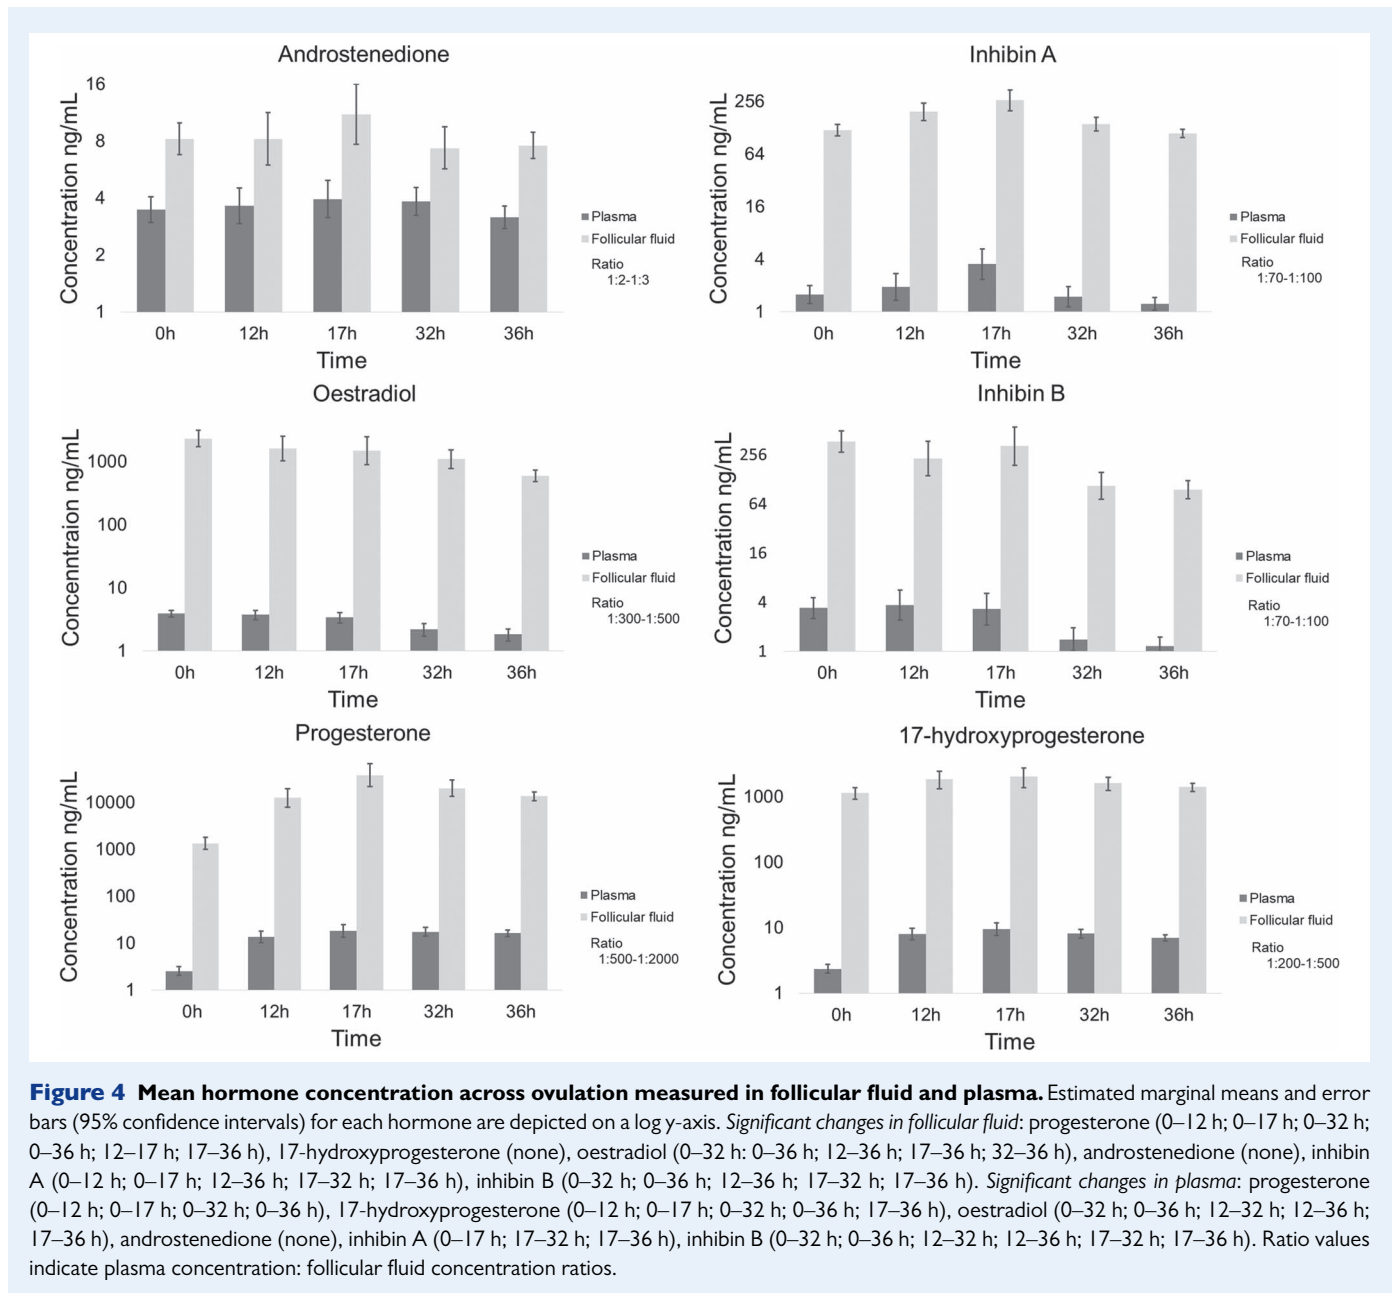 Androstenedione
Concentration ng/mL
16
8
4
2
1
0h 12h 17h 32h 36h
Time
Plasma
Follicular fluid
Ratio
1:2-1:3
Inhibin A
Concentration ng/mL
256
64
16
4
1
0h 12h 17h 32h 36h
Time
Plasma
Follicular fluid
Ratio
1:70-1:100
Oestradiol
Concenntraion ng/mL
1000
100
10
1
0h 12h 17h 32h 36h
Time
Plasma
Follicular fluid
Ratio
1:300-1:500
Inhibin B
Concentration ng/mL
256
64
16
4
1
0h 12h 17h 32h 36h
Time
Plasma
Follicular fluid
Ratio
1:70-1:100
Progesterone
Concentration ng/mL
10000
1000
100
10
1
0h 12h 17h 32h 36h
Time
Plasma
Follicular fluid
Ratio
1:500-1:2000
17-hydroxyprogesterone
Concentration ng/mL
1000
100
10
1
0h 12h 17h 32h 36h
Time
Plasma
Follicular fluid
Ratio
1:200-1:500
Figure 4 Mean hormone concentration across ovulation measured in follicular fluid and plasma. Estimated marginal means and error
bars (95% confidence intervals) for each hormone are depicted on a log y-axis. Significant changes in follicular fluid: progesterone (0–12 h; 0–17 h; 0–32 h;
0–36 h; 12–17 h; 17–36 h), 17-hydroxyprogesterone (none), oestradiol (0–32 h: 0–36 h; 12–36 h; 17–36 h; 32–36 h), androstenedione (none), inhibin
A (0–12 h; 0–17 h; 12–36 h; 17–32 h; 17–36 h), inhibin B (0–32 h; 0–36 h; 12–36 h; 17–32 h; 17–36 h). Significant changes in plasma: progesterone
(0–12 h; 0–17 h; 0–32 h; 0–36 h), 17-hydroxyprogesterone (0–12 h; 0–17 h; 0–32 h; 0–36 h; 17–36 h), oestradiol (0–32 h; 0–36 h; 12–32 h; 12–36 h;
17–36 h), androstenedione (none), inhibin A (0–17 h; 17–32 h; 17–36 h), inhibin B (0–32 h; 0–36 h; 12–32 h; 12–36 h; 17–32 h; 17–36 h). Ratio values
indicate plasma concentration: follicular fluid concentration ratios.